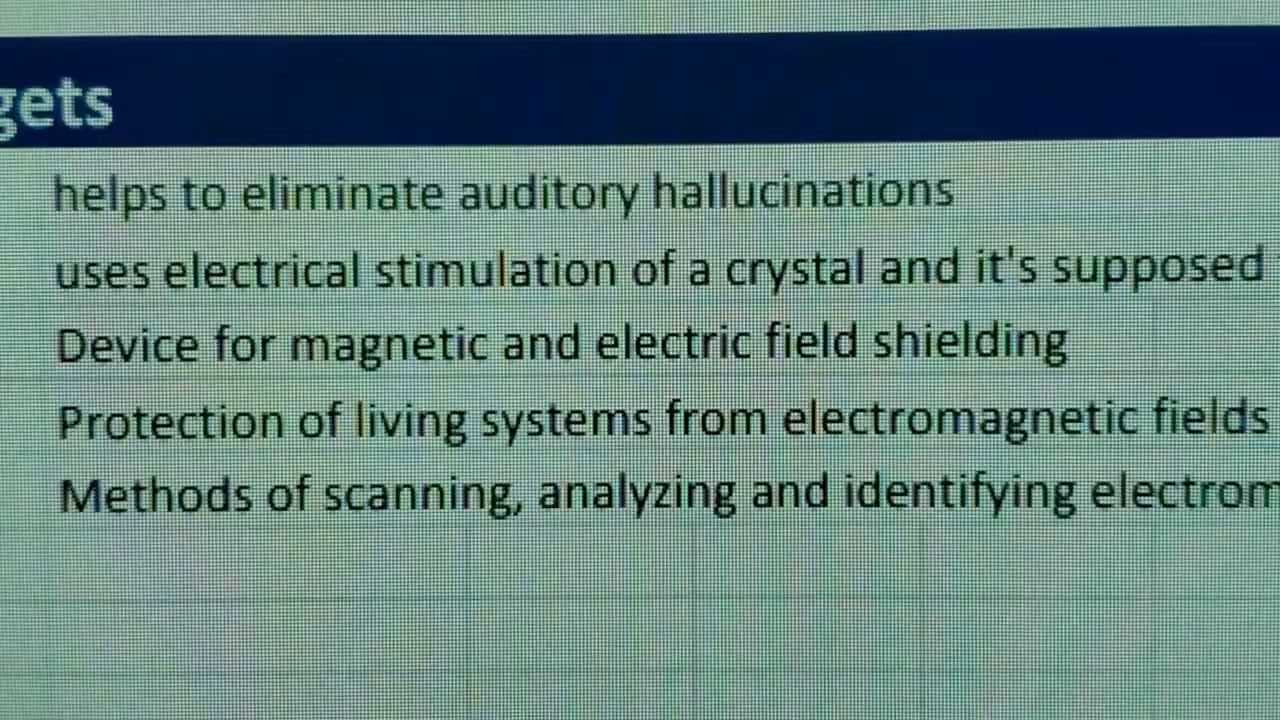 gets
helps to eliminate auditory hallucinations
uses electrical stimulation of a crystal and it's supposed
Device for magnetic and electric field shielding
Protection of living systems from electromagnetic fields
Methods of scanning, analyzing and identifying electrom